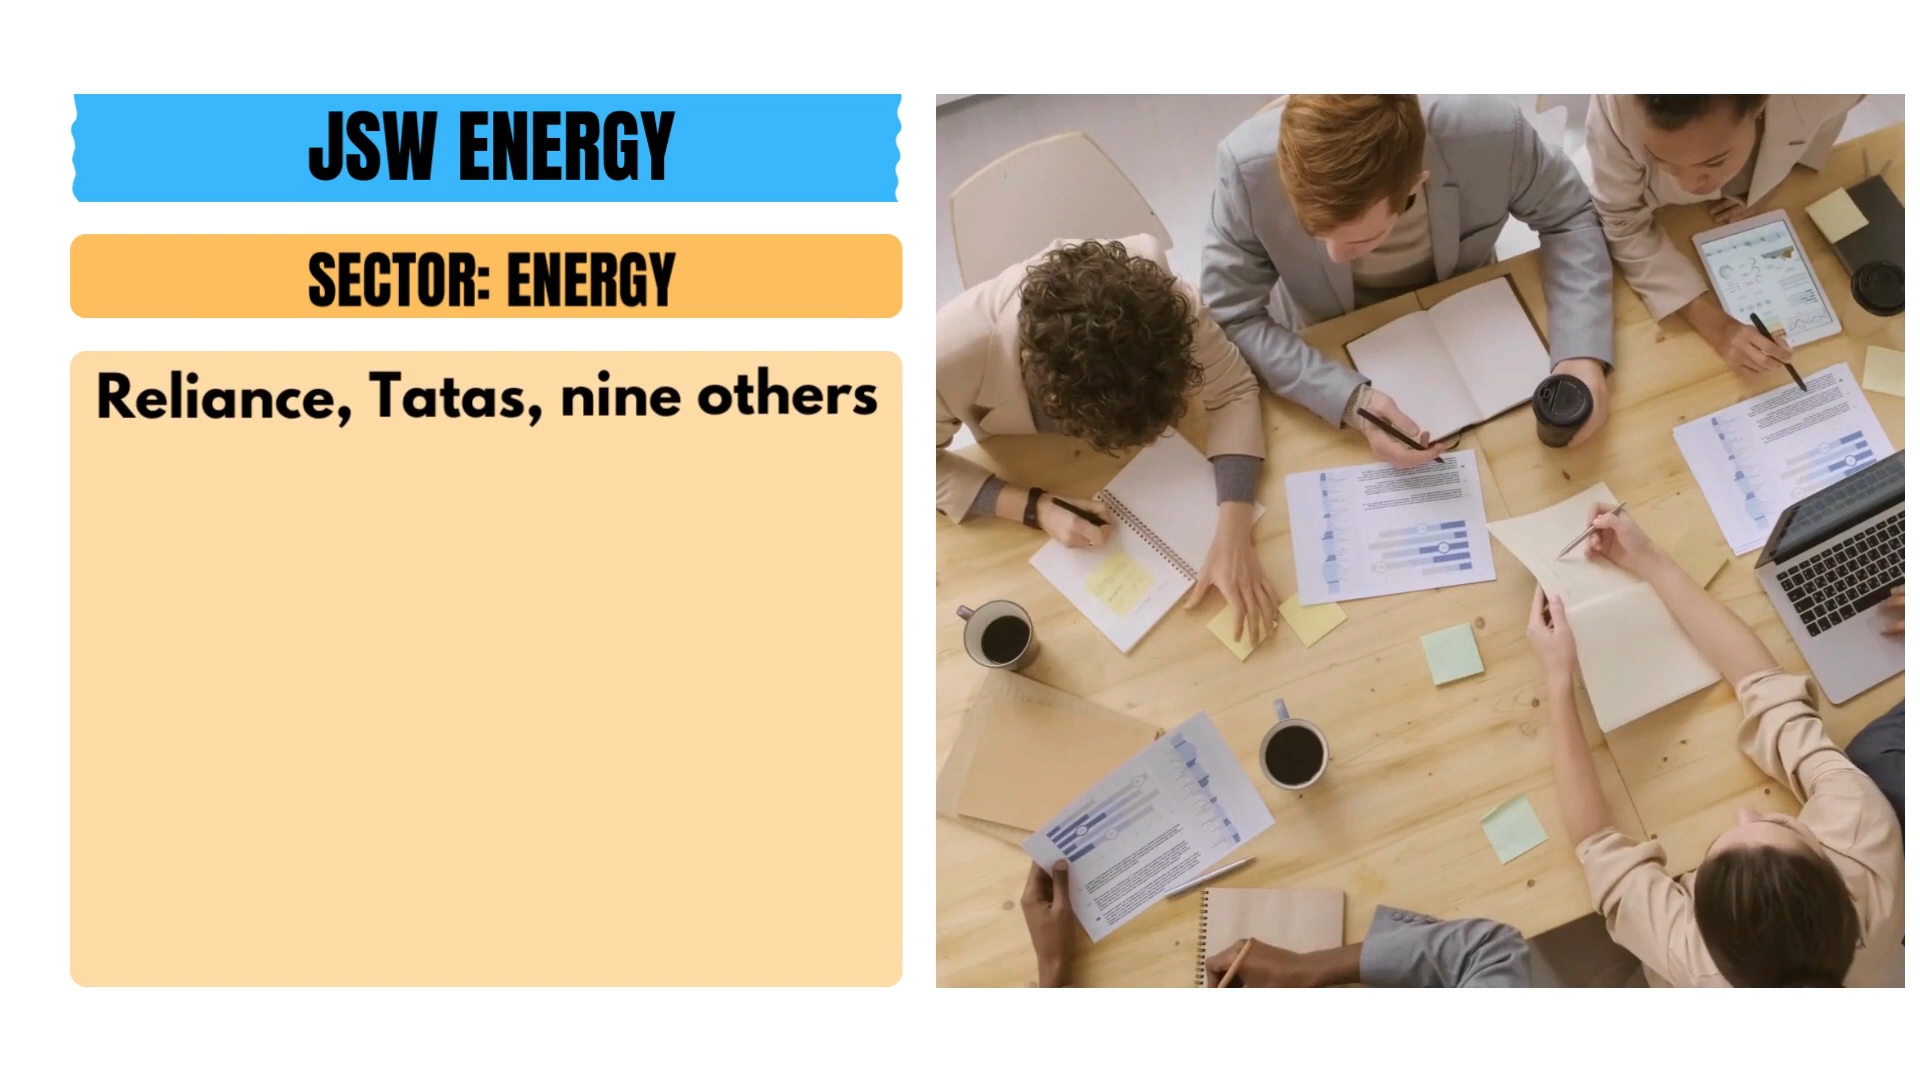 JSW ENERGY
SECTOR: ENERGY
Reliance, Tatas, nine others